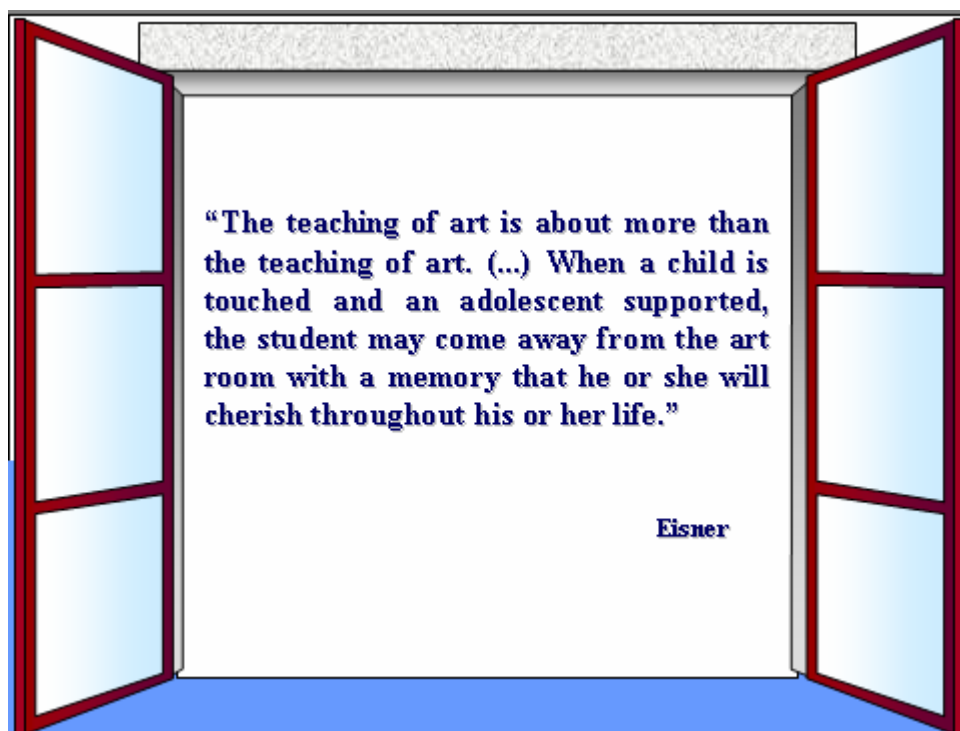 “The teaching of art is about more than
the teaching of art. (...) When a child is
touched and an adolescent supported,
the student may come away from the art
room with a memory that he or she will
cherish throughout his or her life.”
Eisner